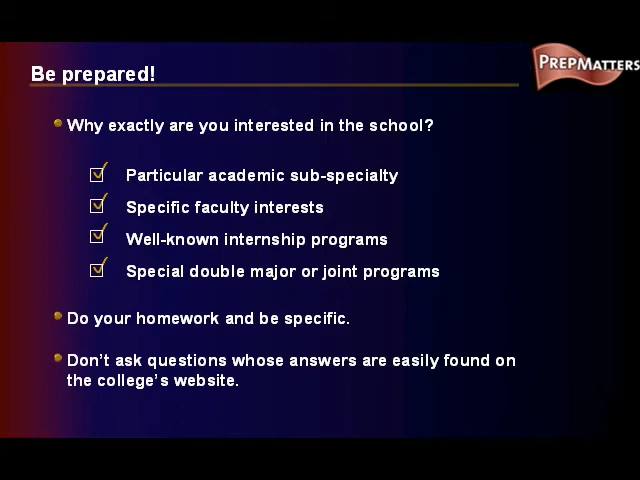 Be prepared!
PREPMATTERS
Why exactly are you interested in the school?
Particular academic sub-specialty
Specific faculty interests
Well-known internship programs
Special double major or joint programs
Do your homework and be specific.
Don't ask questions whose answers are easily found on
the college's website.